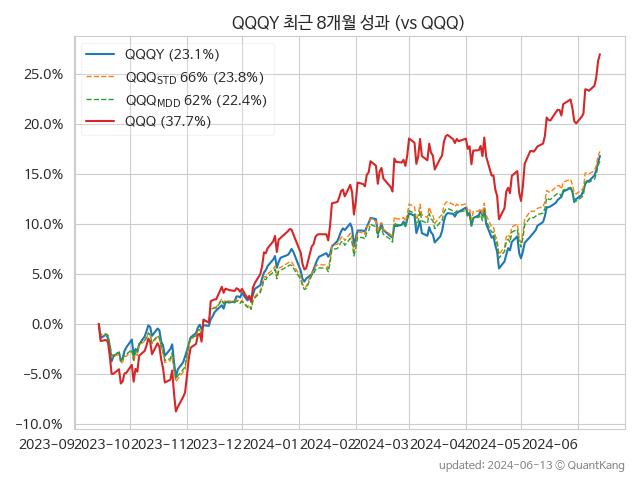 QQQY 최근 8개월 성과 (vs QQQ)
QQQY (23.1%)
QQQSTD 66% (23.8%)
QQQMDD 62% (22.4%)
QQQ (37.7%)
25.0%
20.0%
15.0%
10.0%
5.0%
0.0%
−5.0%
−10.0%
2023-09 2023-10 2023-11 2023-12 2024-01 2024-02 2024-03 2024-04 2024-05 2024-06
updated: 2024-06-13 ⓒ QuantKang